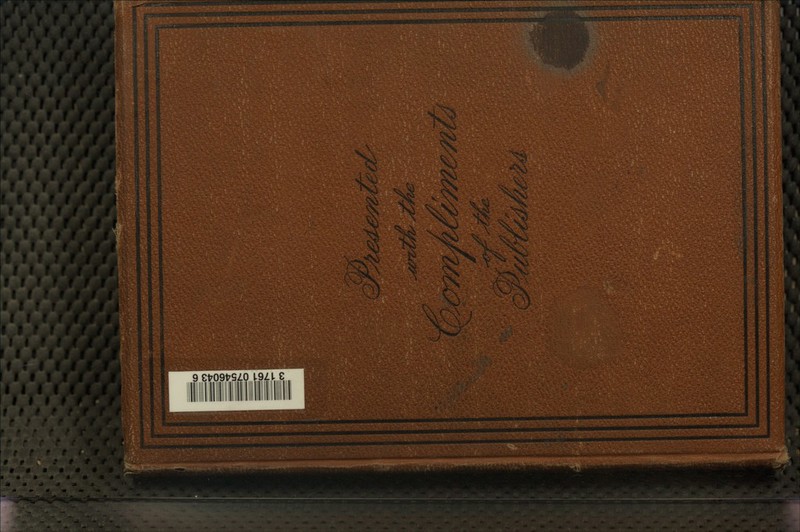 Presented
with the
Compliments
of the
Publishers
3 1761 07546043 6